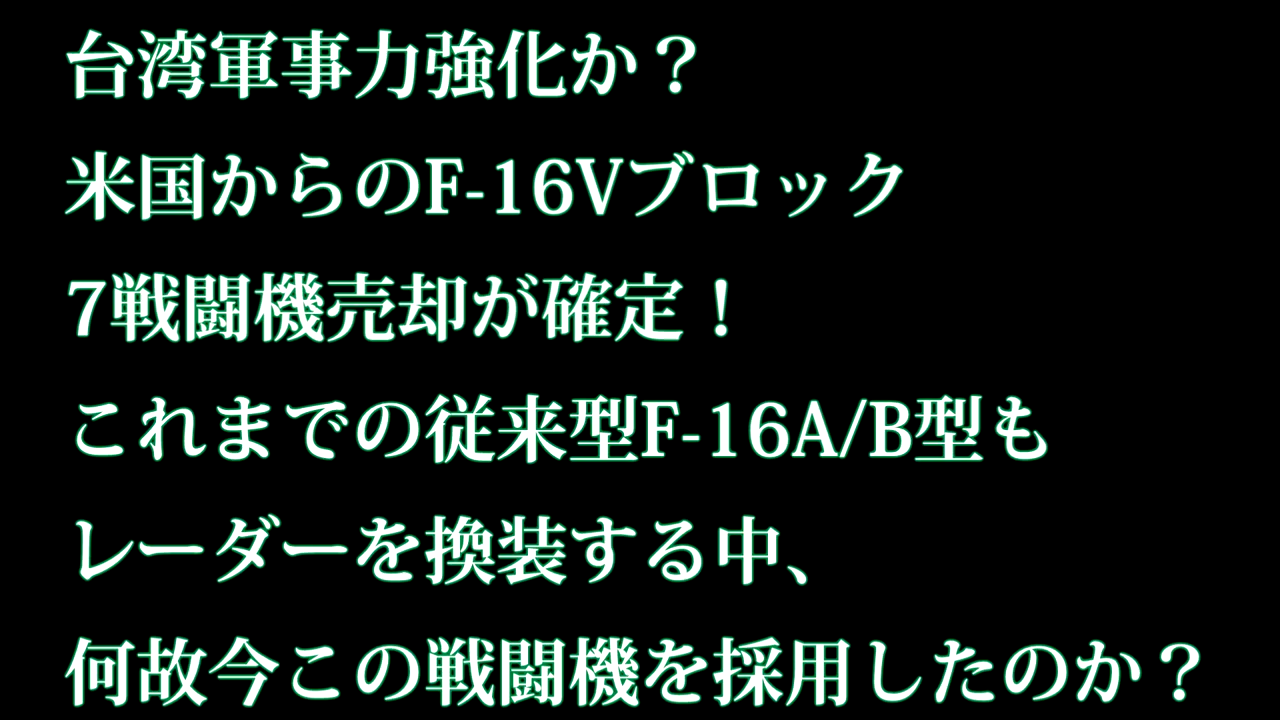 台湾軍事力強化か？
米国からのF-16Vブロック
7戦闘機売却が確定！
これまでの従来型F-16A/B型も
レーダーを換装する中、
何故今この戦闘機を採用したのか？